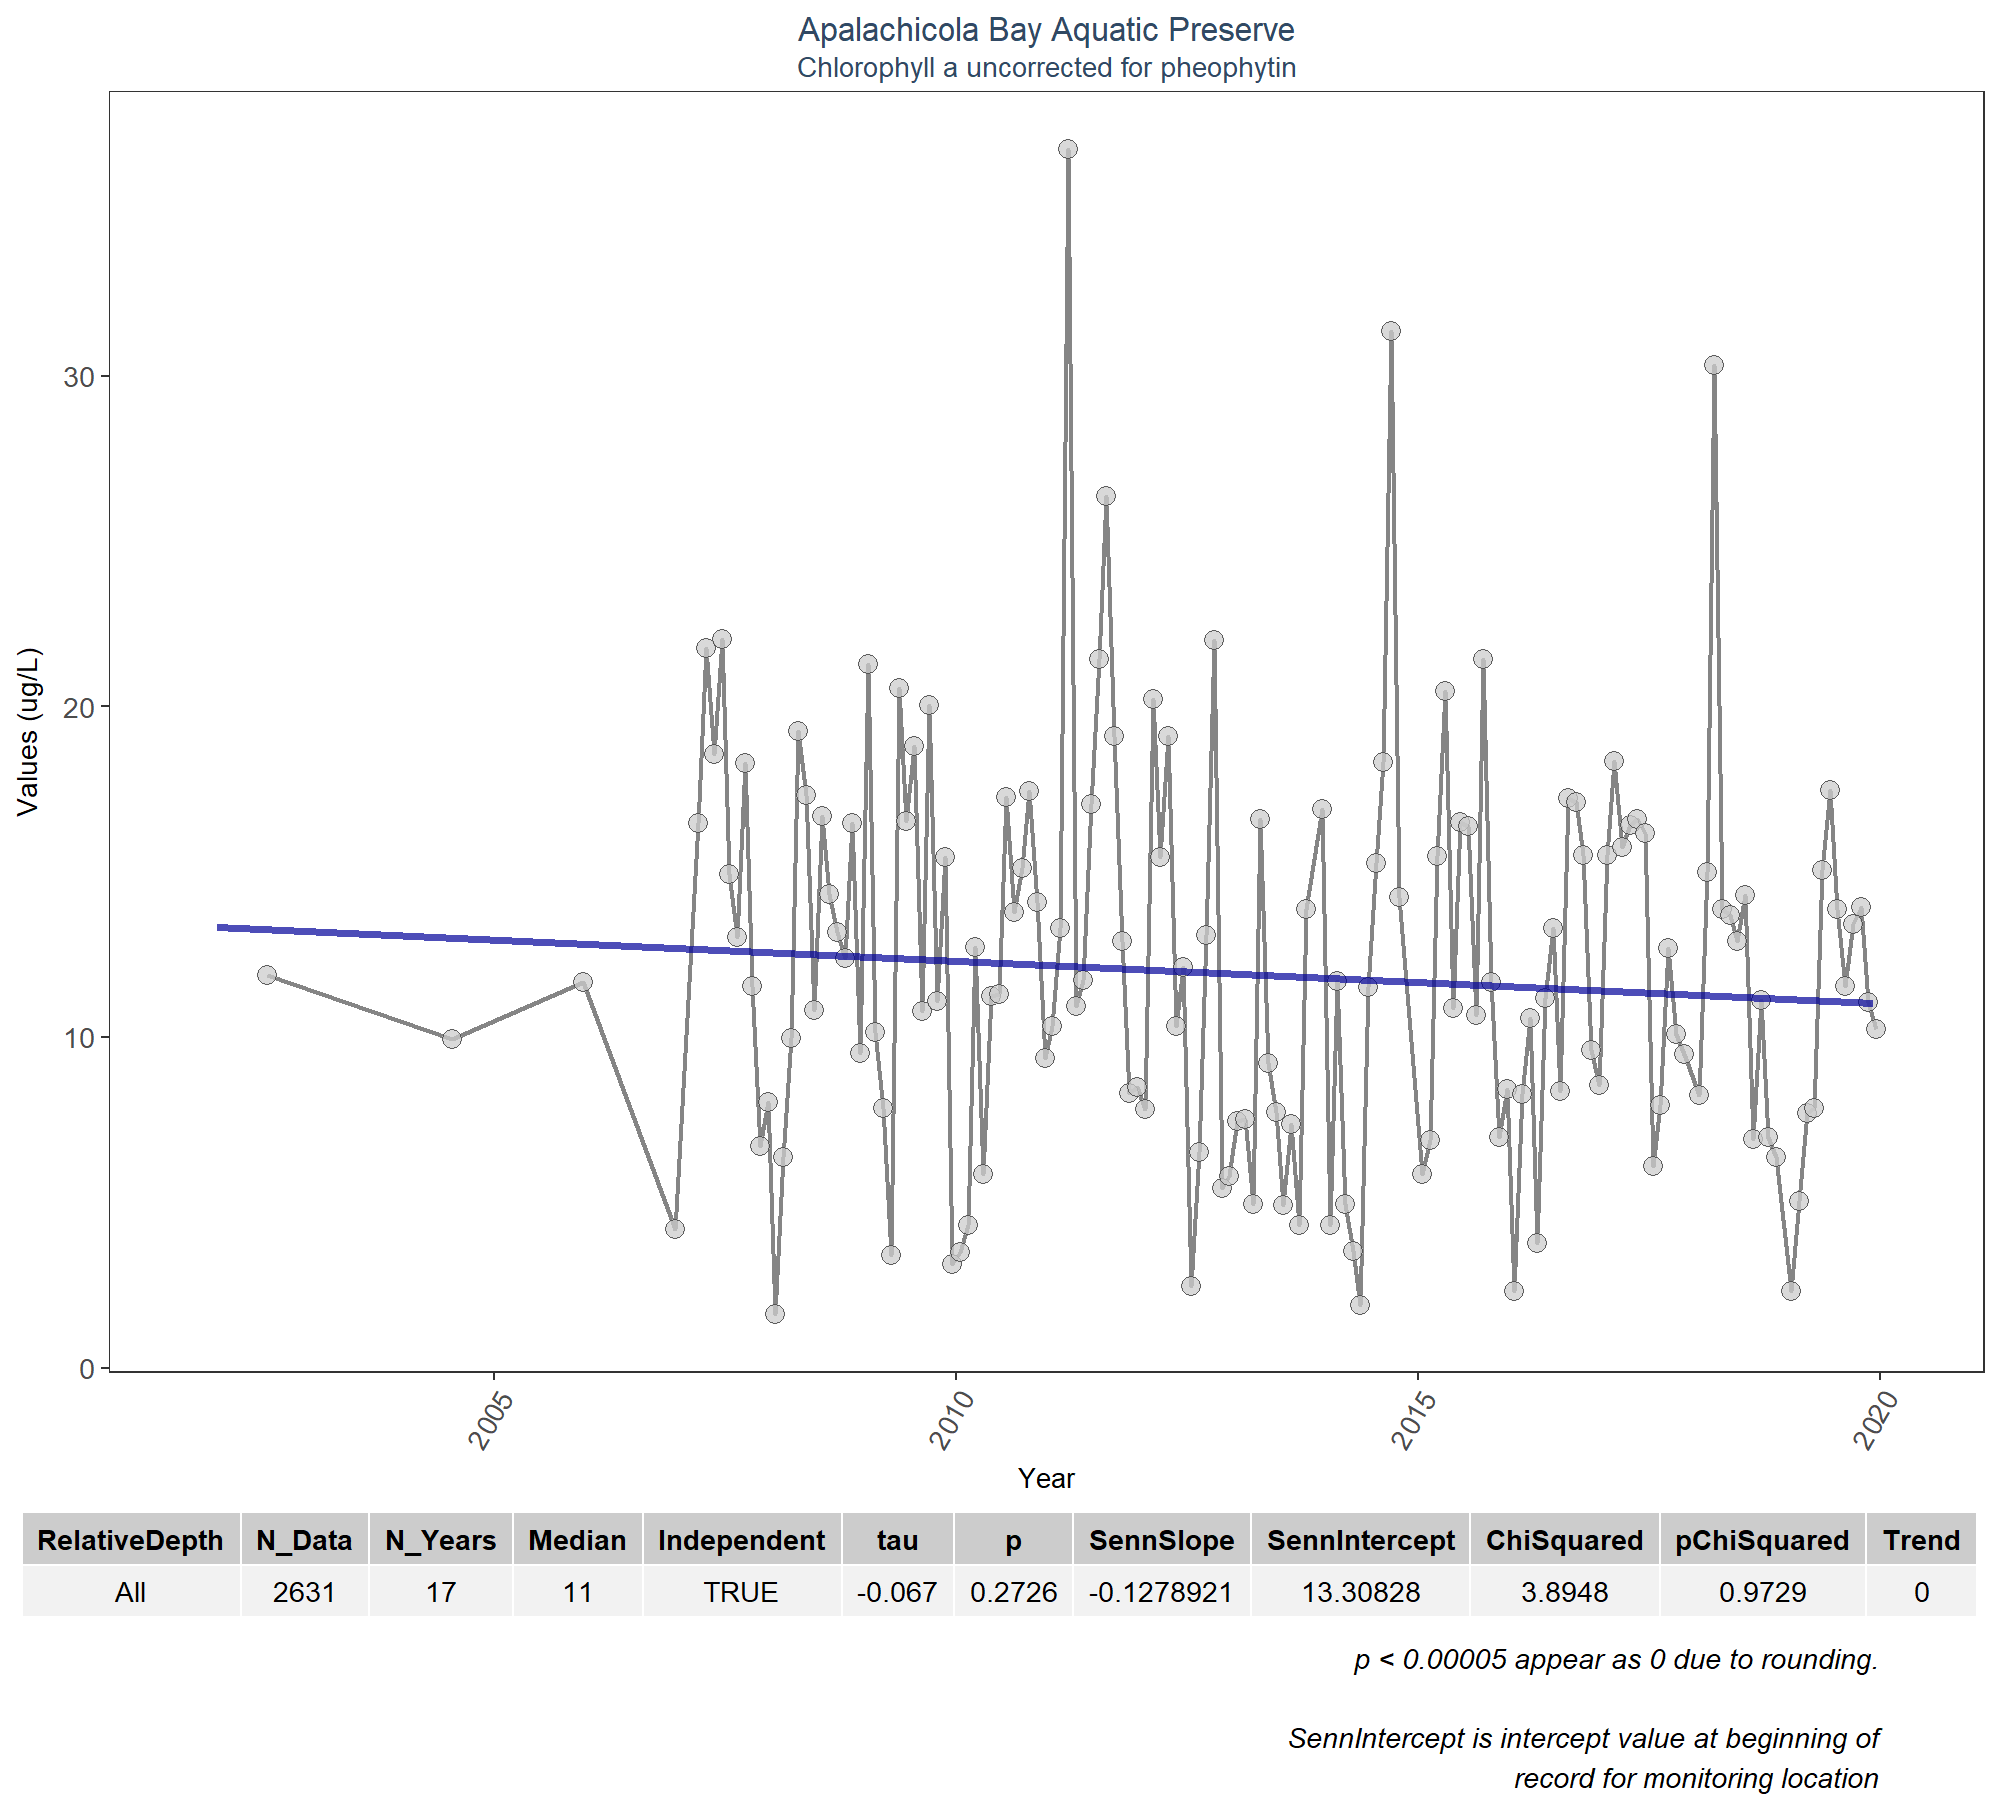 Apalachicola Bay Aquatic Preserve
Chlorophyll a uncorrected for pheophytin
Values (ug/L)
30
20
10
0
2005 2010 2015 2020
Year
RelativeDepth N_Data N_Years Median Independent tau p SennSlope SennIntercept ChiSquared pChiSquared Trend
All 2631 17 11 TRUE -0.067 0.2726 -0.1278921 13.30828 3.8948 0.9729 0
p < 0.00005 appear as 0 due to rounding.
SennIntercept is intercept value at beginning of
record for monitoring location